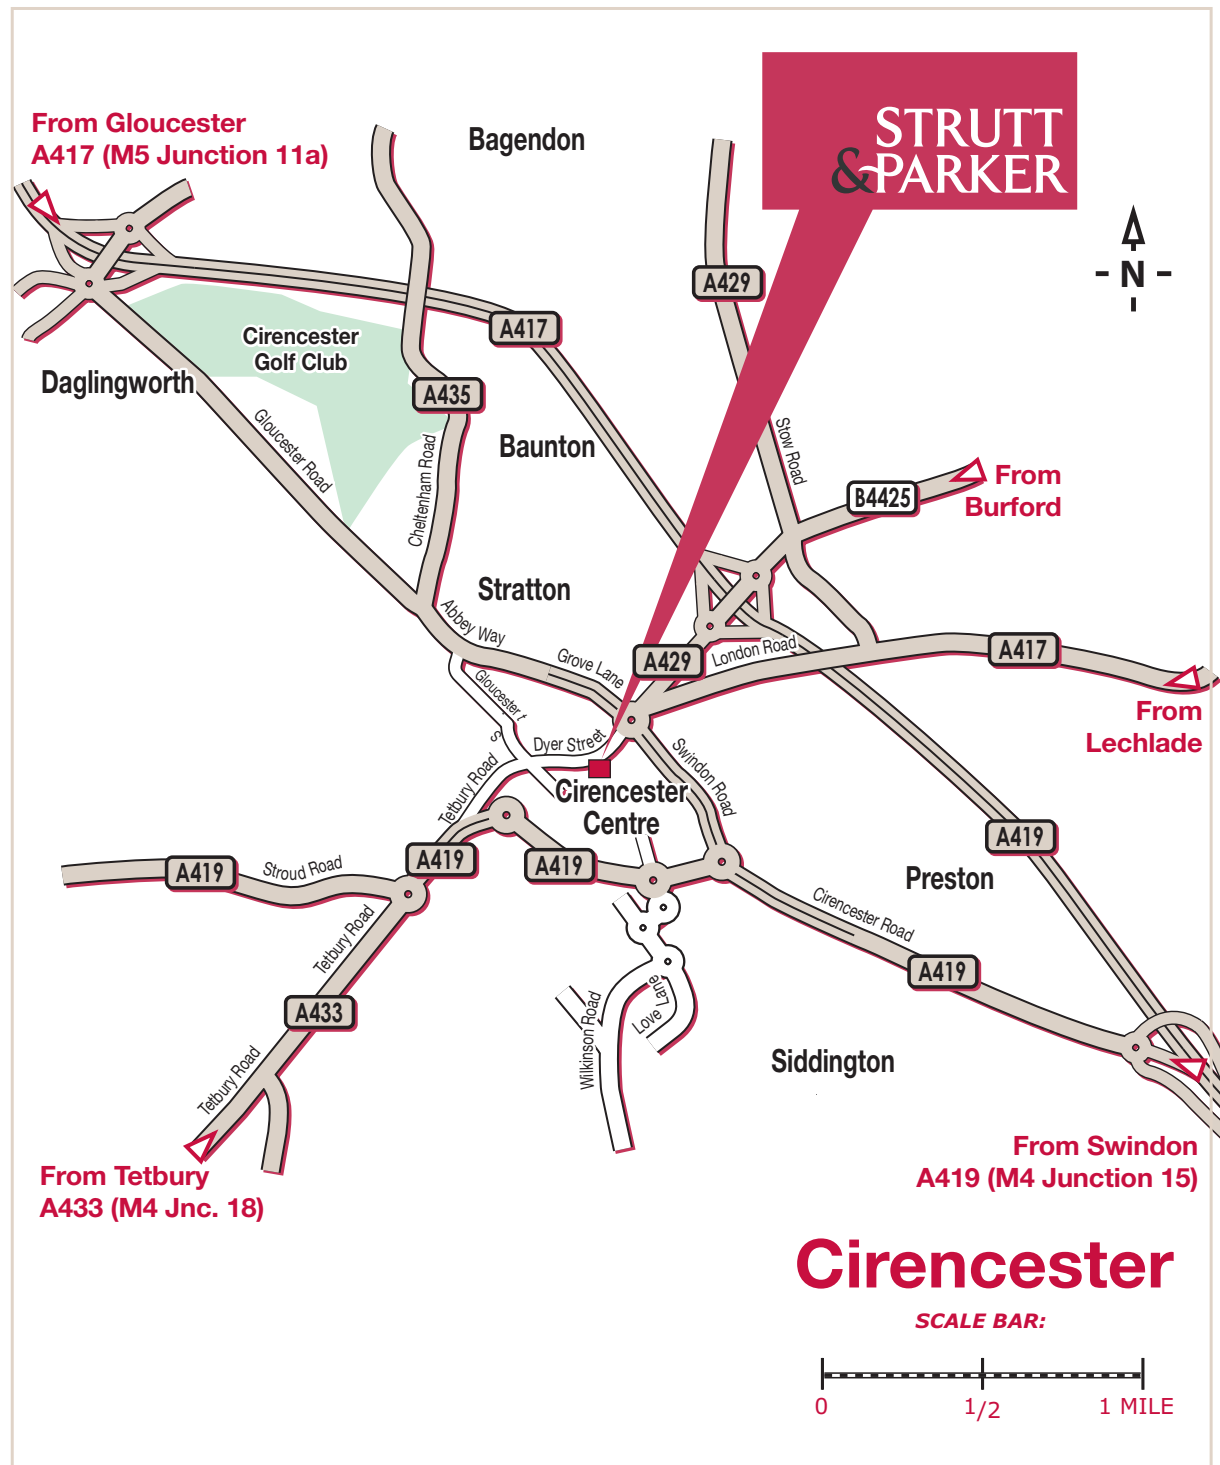 STRUTT
&PARKER
From Gloucester
A417 (M5 Junction 11a)
Bagendon
A429
N
A417
Cirencester
Golf Club
Daglingworth
A435
Gloucester Road
Cheltenham Road
Baunton
Stow Road
B4425
From
Burford
Stratton
Abbey Way
Grove Lane
A429
London Road
A417
From
Lechlade
Gloucester t
S
Dyer Street
Tetbury Road
Swindon Road
Cirencester
Centre
A419
Stroud Road
A419
A419
A419
Preston
Cirencester Road
A419
Tetbury Road
A433
Tetbury Road
Wilkinson Road
Love Lane
Siddington
From Tetbury
A433 (M4 Jnc. 18)
From Swindon
A419 (M4 Junction 15)
Cirencester
SCALE BAR:
0 1/2 1 MILE